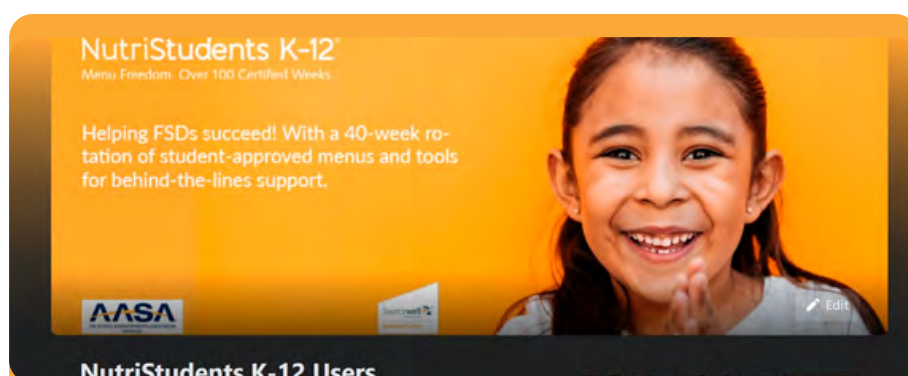 NutriStudents K-12®
Menu Freedom. Over 100 Certified Weeks.
Helping FSDs succeed! With a 40-week ro-
tation of student-approved menus and tools
for behind-the-lines support.
AASA
Sourcewell
Edit
NutriStudents K-12 Users